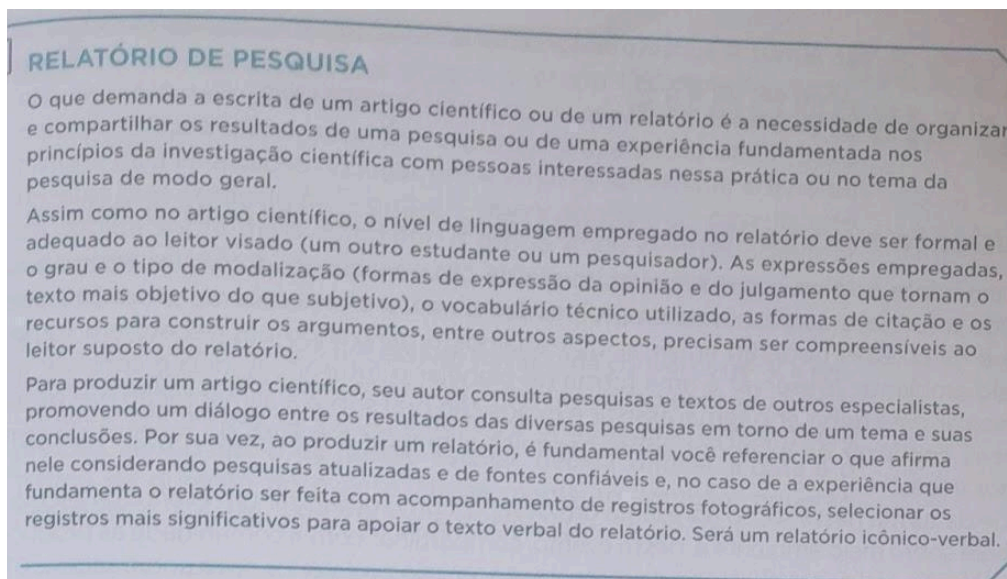 RELATÓRIO DE PESQUISA
O que demanda a escrita de um artigo científico ou de um relatório é a necessidade de organizar
e compartilhar os resultados de uma pesquisa ou de uma experiência fundamentada nos
princípios da investigação científica com pessoas interessadas nessa prática ou no tema da
pesquisa de modo geral.
Assim como no artigo científico, o nível de linguagem empregado no relatório deve ser formal e
adequado ao leitor visado (um outro estudante ou um pesquisador). As expressões empregadas,
o grau e o tipo de modalização (formas de expressão da opinião e do julgamento que tornam o
texto mais objetivo do que subjetivo), o vocabulário técnico utilizado, as formas de citação e os
recursos para construir os argumentos, entre outros aspectos, precisam ser compreensíveis ao
leitor suposto do relatório.
Para produzir um artigo científico, seu autor consulta pesquisas e textos de outros especialistas,
promovendo um diálogo entre os resultados das diversas pesquisas em torno de um tema e suas
conclusões. Por sua vez, ao produzir um relatório, é fundamental você referenciar o que afirma
nele considerando pesquisas atualizadas e de fontes confiáveis e, no caso de a experiência que
fundamenta o relatório ser feita com acompanhamento de registros fotográficos, selecionar os
registros mais significativos para apoiar o texto verbal do relatório. Será um relatório icônico-verbal.